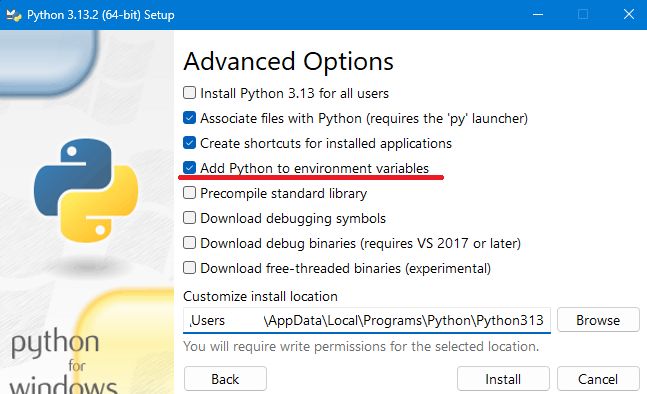 Python 3.13.2 (64-bit) Setup
Advanced Options
Install Python 3.13 for all users
Associate files with Python (requires the 'py' launcher)
Create shortcuts for installed applications
Add Python to environment variables
Precompile standard library
Download debugging symbols
Download debug binaries (requires VS 2017 or later)
Download free-threaded binaries (experimental)
Customize install location
\Users \AppData\Local\Programs\Python\Python313
Browse
You will require write permissions for the selected location.
python
for
windows
Back
Install
Cancel